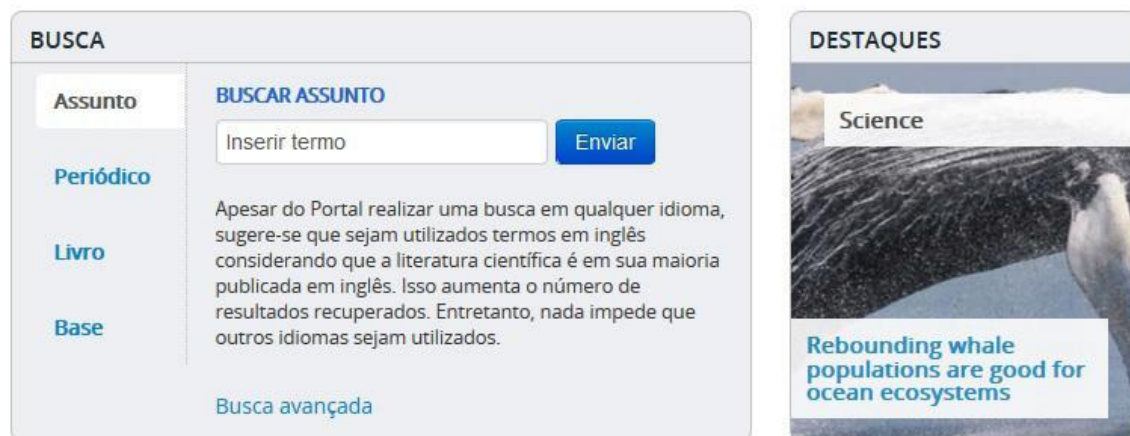 BUSCA
Assunto
Periódico
Livro
Base
BUSCAR ASSUNTO
Inserir termo
Enviar
Apesar do Portal realizar uma busca em qualquer idioma,
sugere-se que sejam utilizados termos em inglês
considerando que a literatura científica é em sua maioria
publicada em inglês. Isso aumenta o número de
resultados recuperados. Entretanto, nada impede que
outros idiomas sejam utilizados.
Busca avançada
DESTAQUES
Science
Rebounding whale
populations are good for
ocean ecosystems